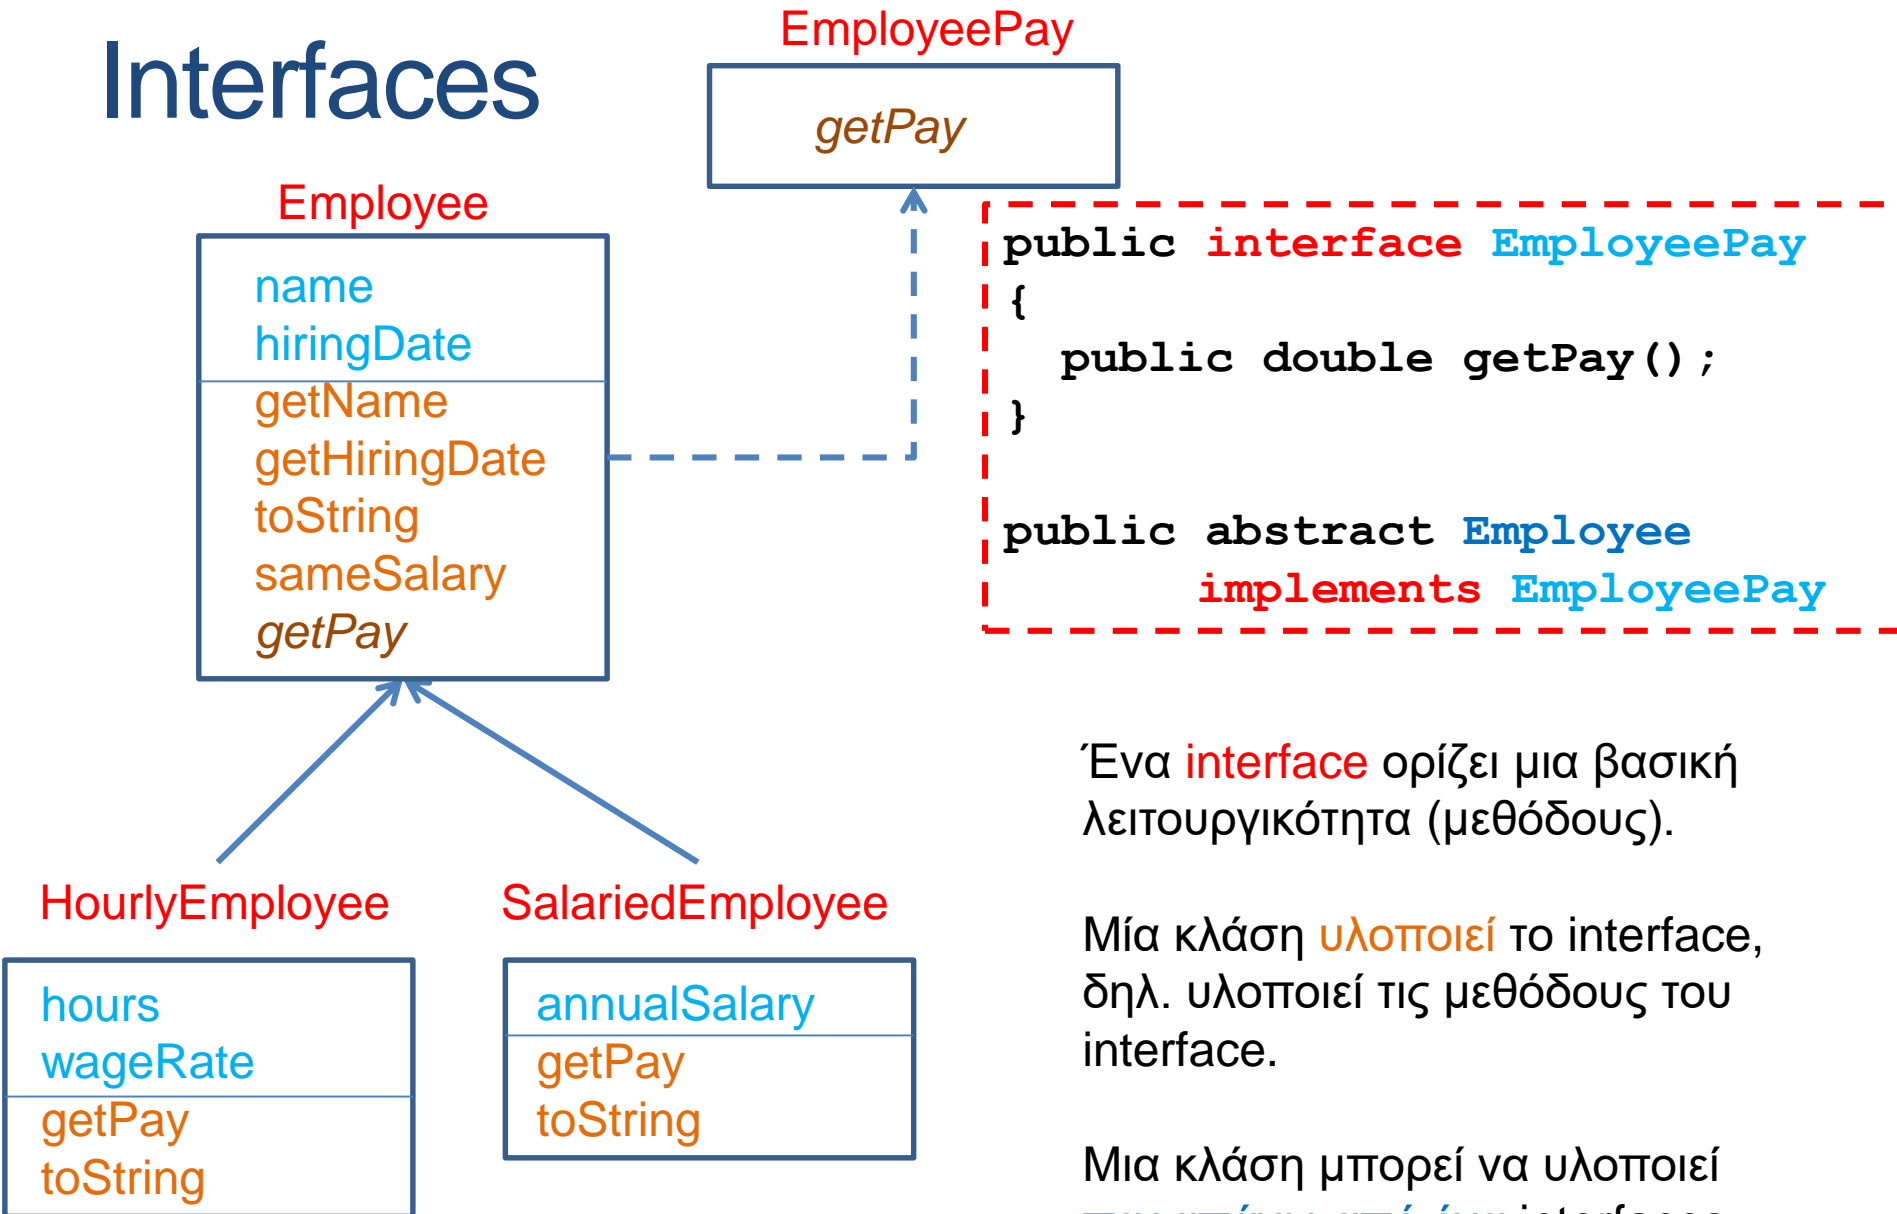 Interfaces
EmployeePay
getPay
Employee
name
hiringDate
getName
getHiringDate
toString
sameSalary
getPay
public interface EmployeePay
{
public double getPay();
}
public abstract Employee
implements EmployeePay
HourlyEmployee
hours
wageRate
getPay
toString
SalariedEmployee
annualSalary
getPay
toString
Ένα interface ορίζει μια βασική
λειτουργικότητα (μεθόδους).
Μία κλάση υλοποιεί το interface,
δηλ. υλοποιεί τις μεθόδους του
interface.
Μια κλάση μπορεί να υλοποιεί
interfaces